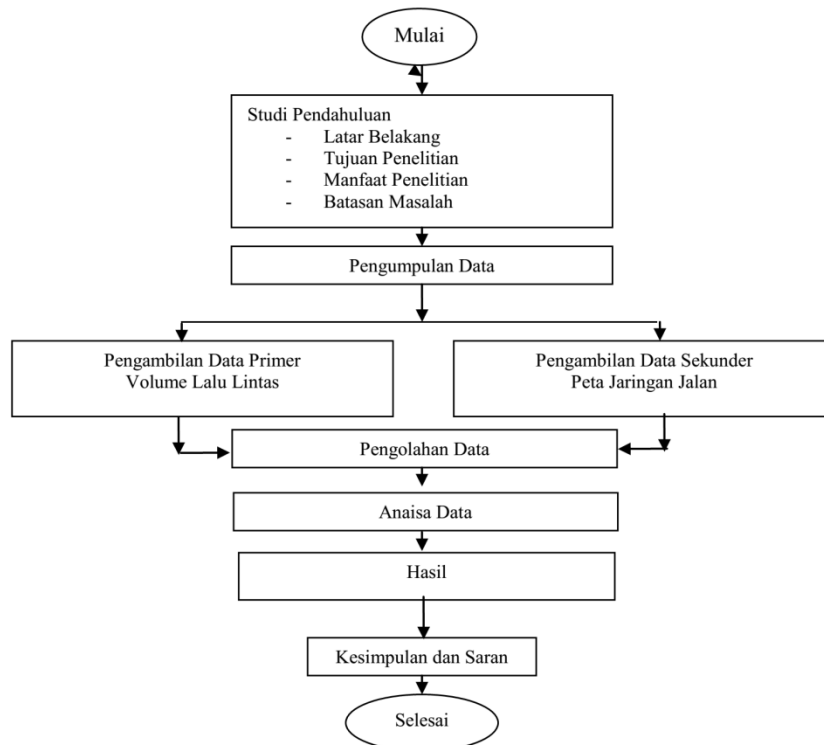 Mulai
Studi Pendahuluan
- Latar Belakang
- Tujuan Penelitian
- Manfaat Penelitian
- Batasan Masalah
Pengumpulan Data
Pengambilan Data Primer
Volume Lalu Lintas
Pengambilan Data Sekunder
Peta Jaringan Jalan
Pengolahan Data
Anaisa Data
Hasil
Kesimpulan dan Saran
Selesai